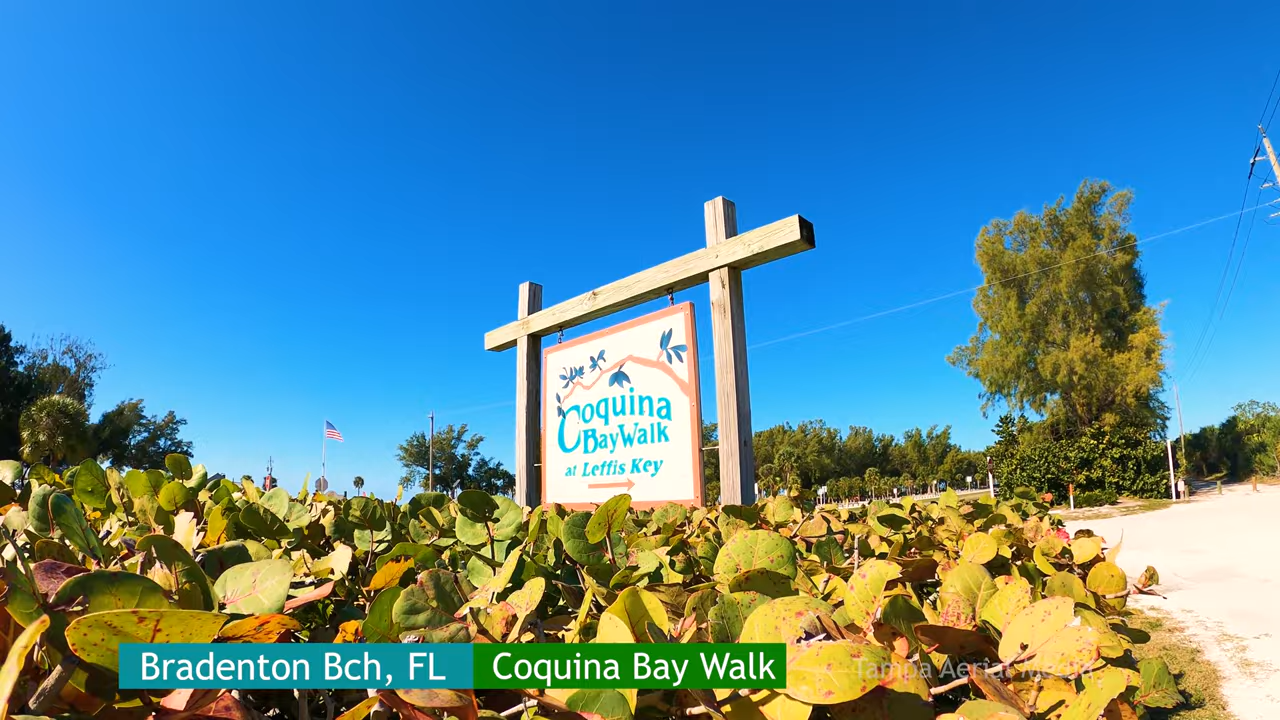 Coquina
BayWalk
at Leffis Key
Bradenton Bch, FL
Coquina Bay Walk
Tampa Aerial Media